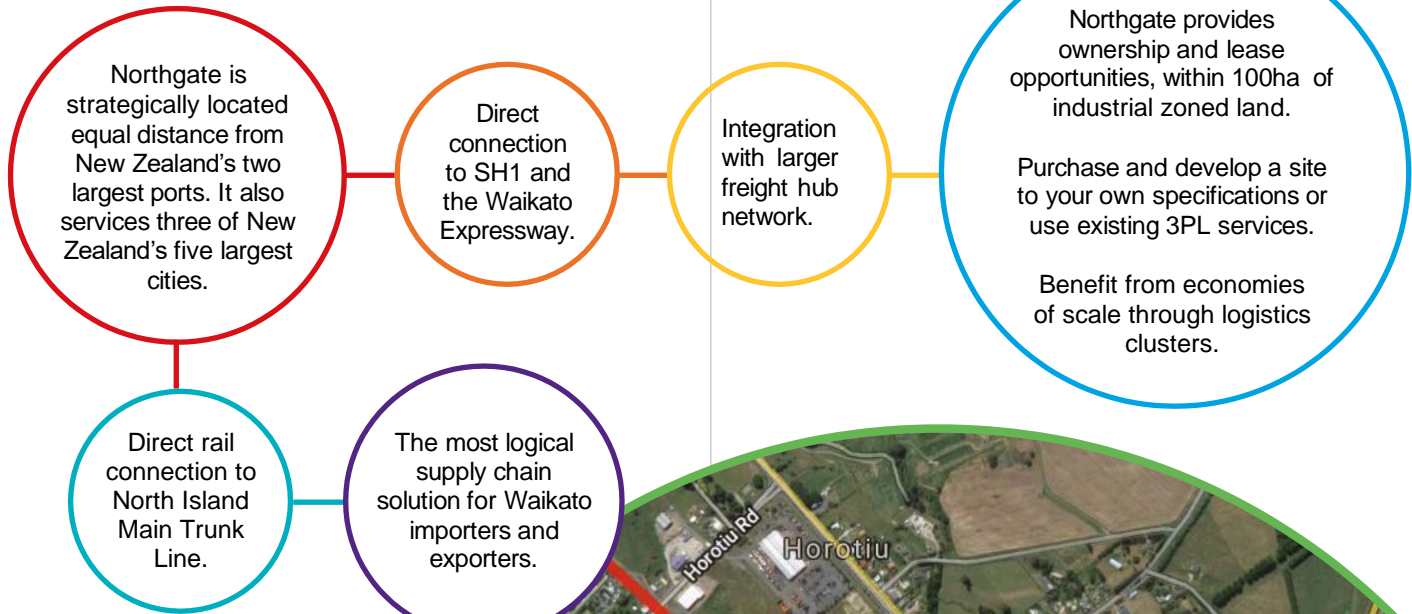 Northgate is
strategically located
equal distance from
New Zealand's two
largest ports. It also
services three of New
Zealand's five largest
cities.
Direct
connection
to SH1 and
the Waikato
Expressway.
Integration
with larger
freight hub
network.
Northgate provides
ownership and lease
opportunities, within 100ha of
industrial zoned land.
Purchase and develop a site
to your own specifications or
use existing 3PL services.
Benefit from economies
of scale through logistics
clusters.
Direct rail
connection to
North Island
Main Trunk
Line.
The most logical
supply chain
solution for Waikato
importers and
exporters.
Horotiu Rd
Horotiu